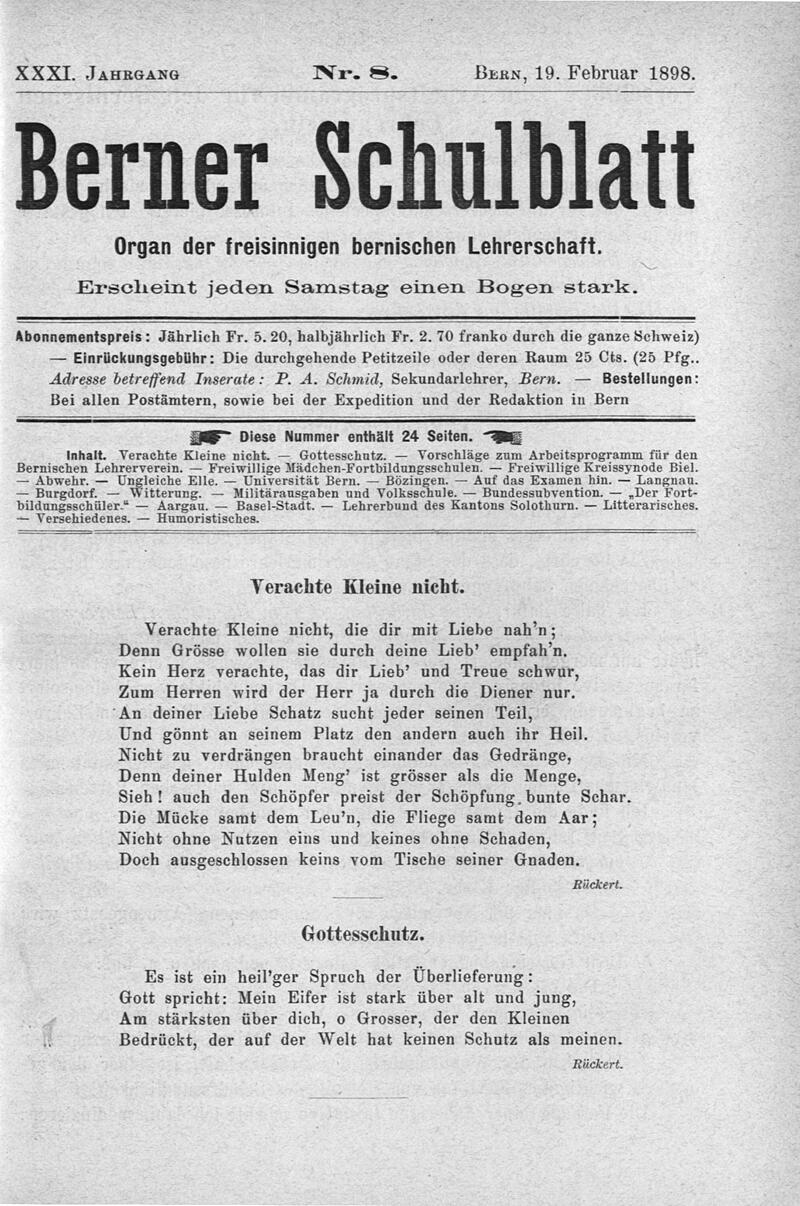 XXXI. JAHRGANG Nr. 8. BERN, 19. Februar 1898.
Berner Schulblatt
Organ der freisinnigen bernischen Lehrerschaft.
Erscheint jeden Samstag einen Bogen stark.
Abonnementspreis: Jährlich Fr. 5. 20, halbjährlich Fr. 2. 70 franko durch die ganze Schweiz)
— Einrückungsgebühr: Die durchgehende Petitzeile oder deren Raum 25 Cts. (25 Pfg..
Adresse betreffend Inserate: P. A. Schmid, Sekundarlehrer, Bern. — Bestellungen:
Bei allen Postämtern, sowie bei der Expedition und der Redaktion in Bern
Diese Nummer enthält 24 Seiten.
Inhalt. Verachte Kleine nicht. — Gottesschutz. — Vorschläge zum Arbeitsprogramm für den
Bernischen Lehrerverein. — Freiwillige Mädchen-Fortbildungsschulen. — Freiwillige Kreissynode Biel.
— Abwehr. — Ungleiche Elle. — Universität Bern. — Bözingen. — Auf das Examen hin. — Langnau.
— Burgdorf. — Witterung. — Militärausgaben und Volksschule. — Bundessubvention. — „Der Fort-
bildungsschüler.“ — Aargau. — Basel-Stadt. — Lehrerbund des Kantons Solothurn. — Litterarisches.
— Versehiedenes. — Humoristisches.
Verachte Kleine nicht.
Verachte Kleine nicht, die dir mit Liebe nah’n;
Denn Grösse wollen sie durch deine Lieb’ empfah’n.
Kein Herz verachte, das dir Lieb’ und Treue schwur,
Zum Herren wird der Herr ja durch die Diener nur.
An deiner Liebe Schatz sucht jeder seinen Teil,
Und gönnt an seinem Platz den andern auch ihr Heil.
Nicht zu verdrängen braucht einander das Gedränge,
Denn deiner Hulden Meng’ ist grösser als die Menge,
Sieh! auch den Schöpfer preist der Schöpfung bunte Schar.
Die Mücke samt dem Leu’n, die Fliege samt dem Aar;
Nicht ohne Nutzen eins und keines ohne Schaden,
Doch ausgeschlossen keins vom Tische seiner Gnaden.
Rückert.
Gottesschutz.
Es ist ein heil’ger Spruch der Überlieferung:
Gott spricht: Mein Eifer ist stark über alt und jung,
Am stärksten über dich, o Grosser, der den Kleinen
Bedrückt, der auf der Welt hat keinen Schutz als meinen.
Rückert.